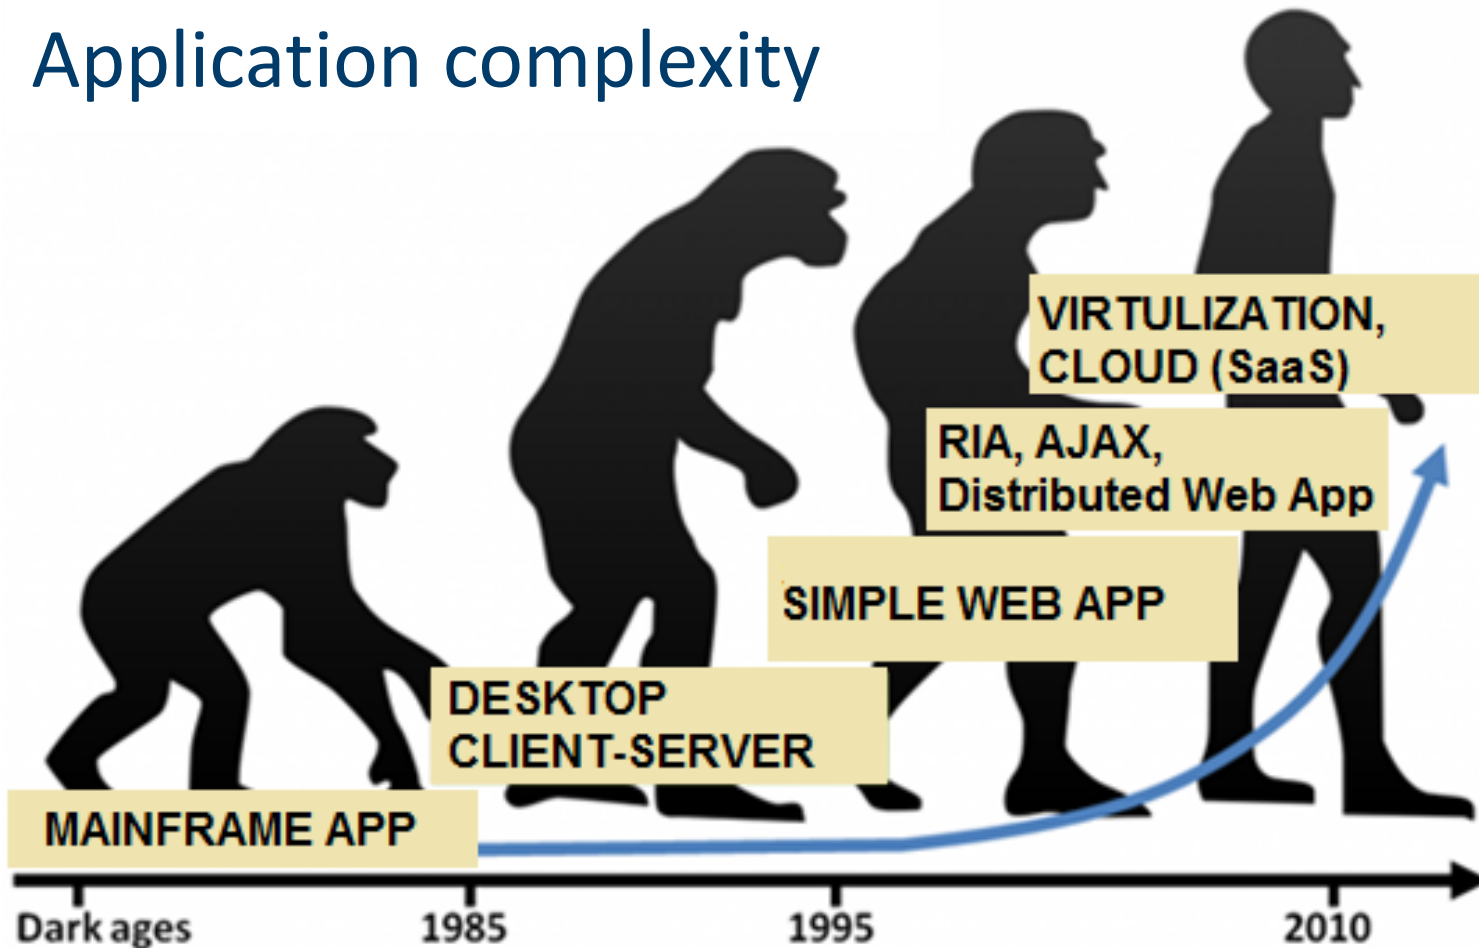 Application complexity
VIRTULIZATION,
CLOUD (SaaS)
RIA, AJAX,
Distributed Web App
SIMPLE WEB APP
DESKTOP
CLIENT-SERVER
MAINFRAME APP
Dark ages 1985 1995 2010